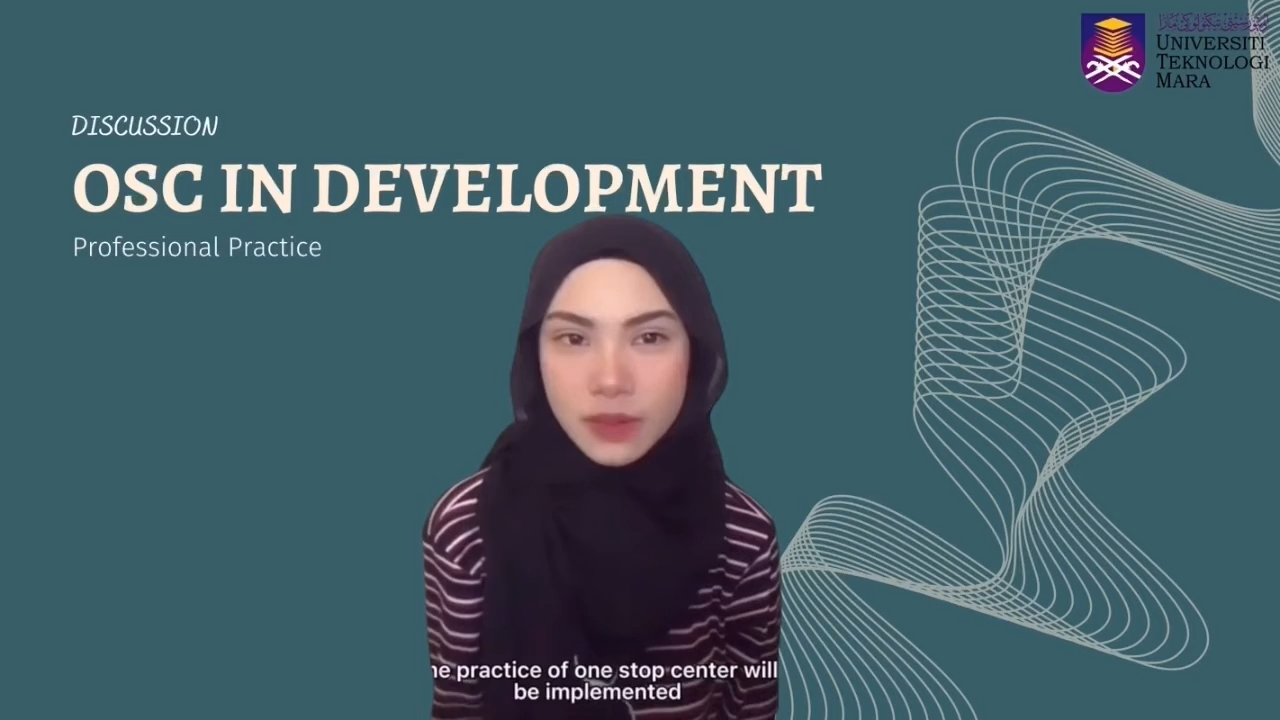 UNIVERSITI
TEKNOLOGI
MARA
DISCUSSION
OSC IN DEVELOPMENT
Professional Practice
practice of one stop center will
be implemented